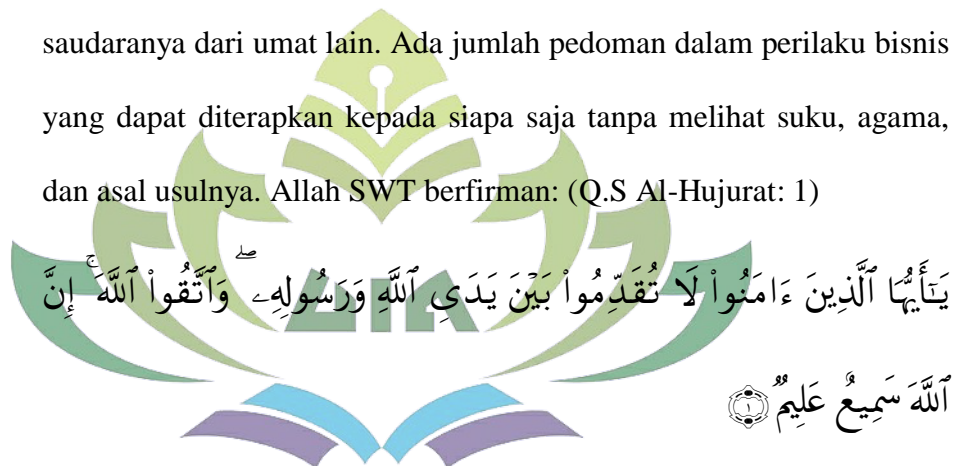 saudaranya dari umat lain. Ada jumlah pedoman dalam perilaku bisnis
yang dapat diterapkan kepada siapa saja tanpa melihat suku, agama,
dan asal usulnya. Allah SWT berfirman: (Q.S Al-Hujurat: 1)
يَـٰٓأَيُّهَا ٱلَّذِينَ ءَامَنُواْ لَا تُقَدِّمُواْ بَيۡنَ يَدَيِ ٱللَّهِ وَرَسُولِهِۦۖ وَٱتَّقُواْ ٱللَّهَۚ إِنَّ
ٱللَّهَ سَمِيعٌ عَلِيمٞ ١